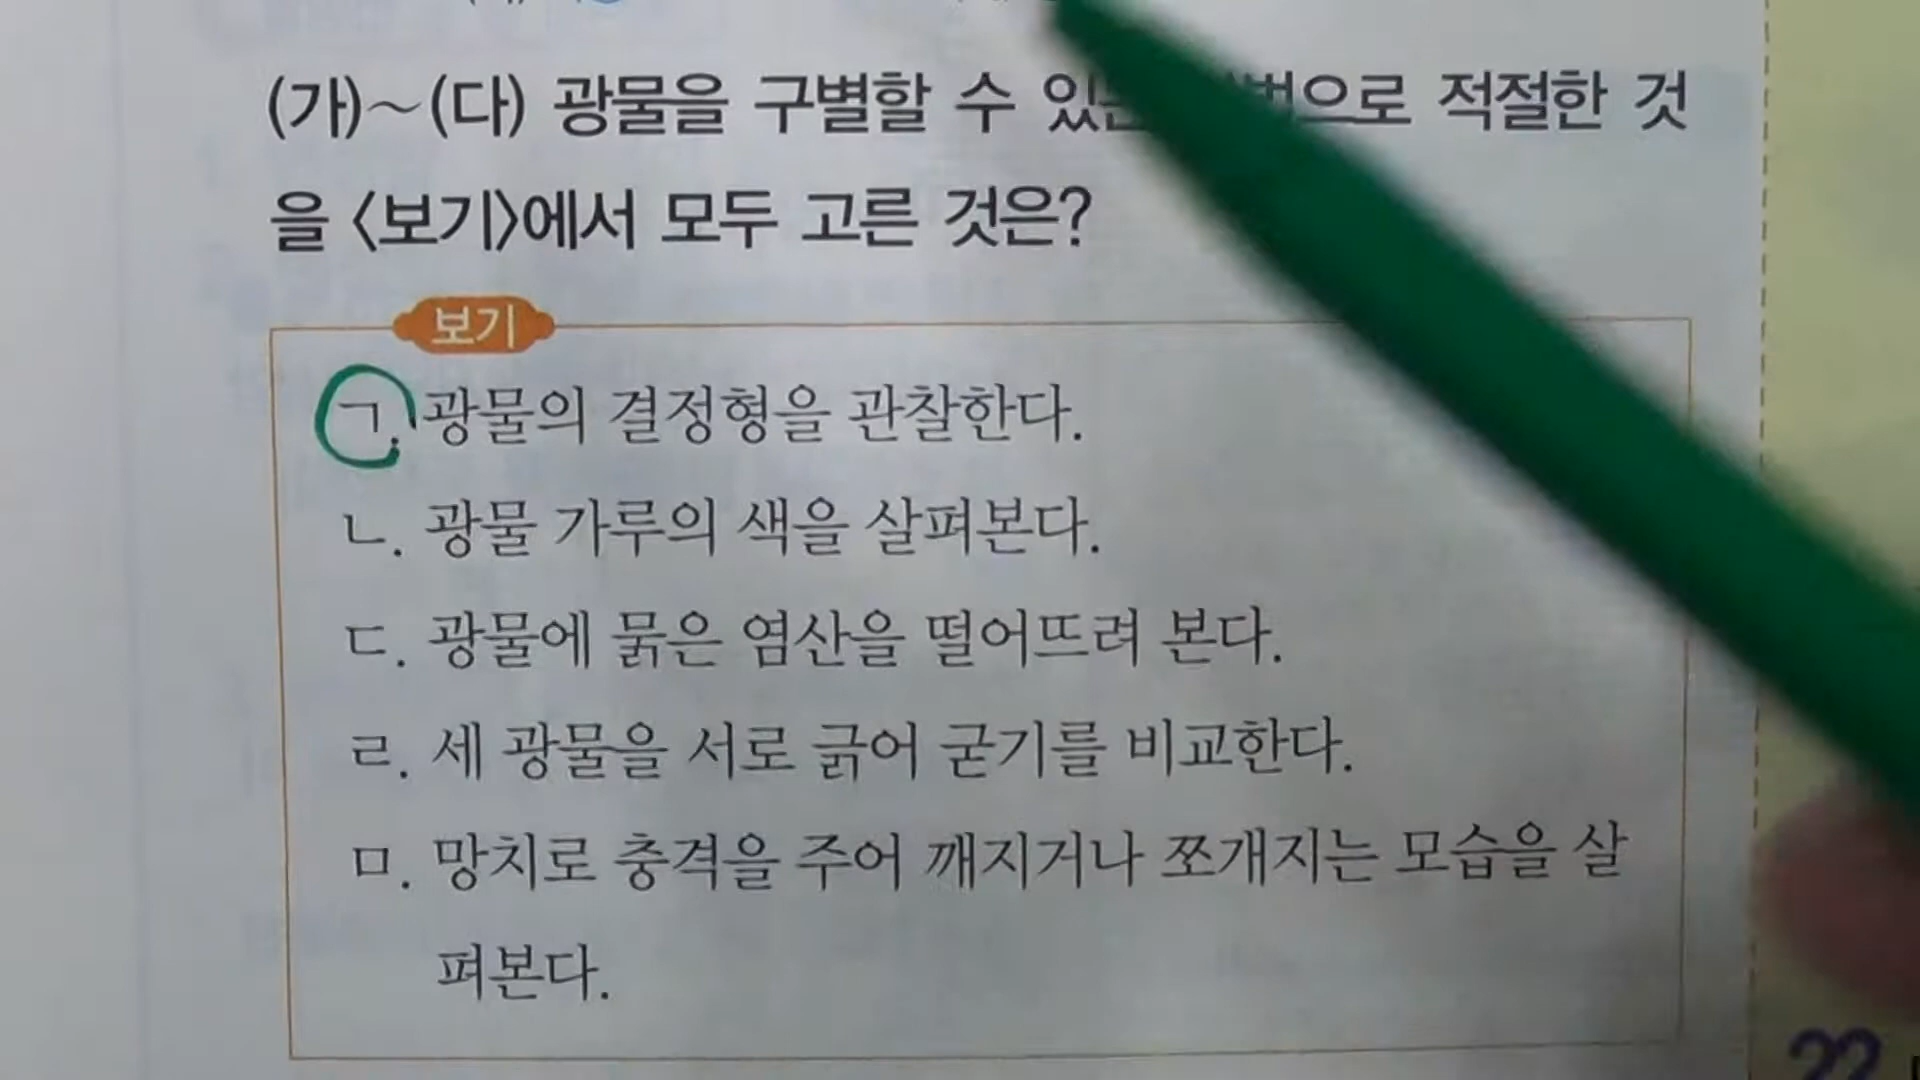 (가)~(다) 광물을 구별할 수 있는 방법으로 적절한 것
을 〈보기〉에서 모두 고른 것은?
보기
ㄱ. 광물의 결정형을 관찰한다.
ㄴ. 광물 가루의 색을 살펴본다.
ㄷ. 광물에 묽은 염산을 떨어뜨려 본다.
ㄹ. 세 광물을 서로 긁어 굳기를 비교한다.
ㅁ. 망치로 충격을 주어 깨지거나 쪼개지는 모습을 살
펴본다.
22